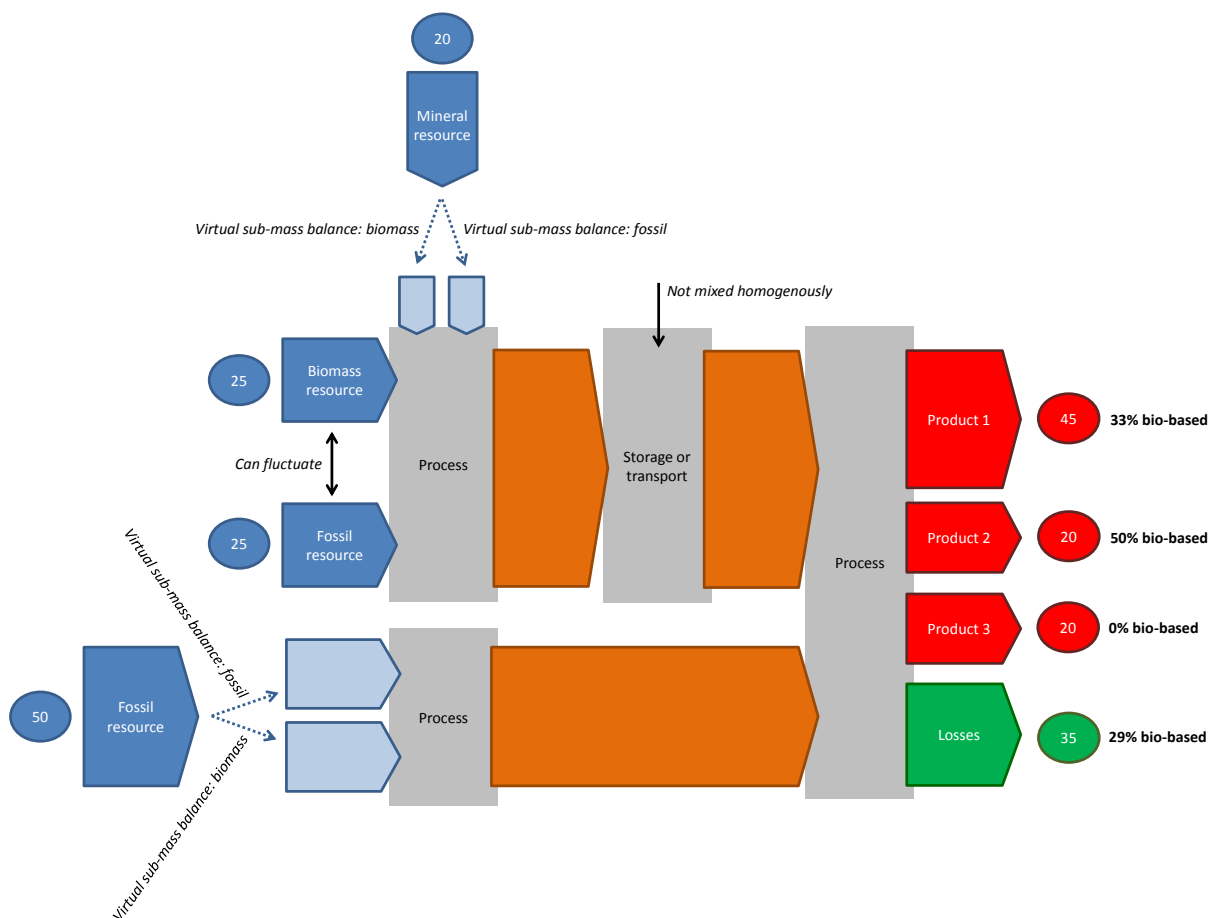 20
Mineral
resource
Virtual sub-mass balance: biomass
Virtual sub-mass balance: fossil
Not mixed homogenously
25
Biomass
resource
Can fluctuate
25
Fossil
resource
Process
Storage or
transport
Process
Product 1
45
33% bio-based
Product 2
20
50% bio-based
Product 3
20
0% bio-based
Losses
35
29% bio-based
50
Fossil
resource
Virtual sub-mass balance: fossil
Virtual sub-mass balance: biomass
Process